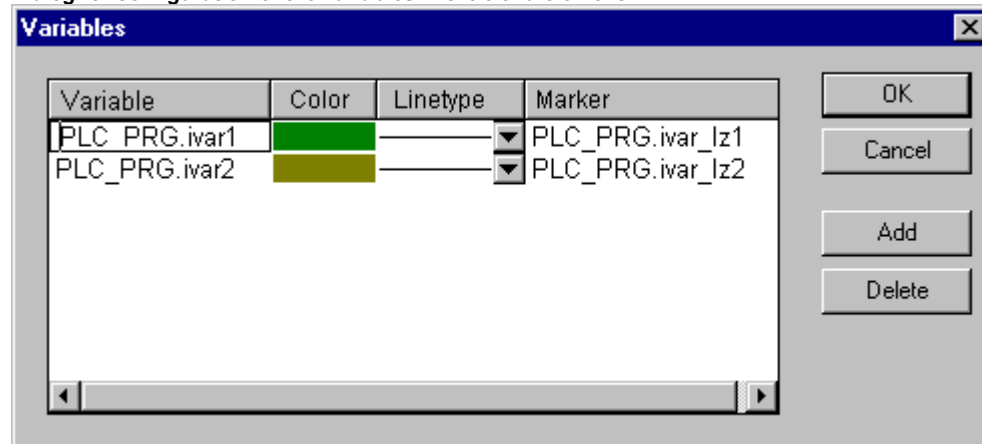 Variables
Variable Color Linetype Marker
PLC_PRG.ivar1 PLC_PRG.ivar_lz1
PLC_PRG.ivar2 PLC_PRG.ivar_lz2
OK
Cancel
Add
Delete